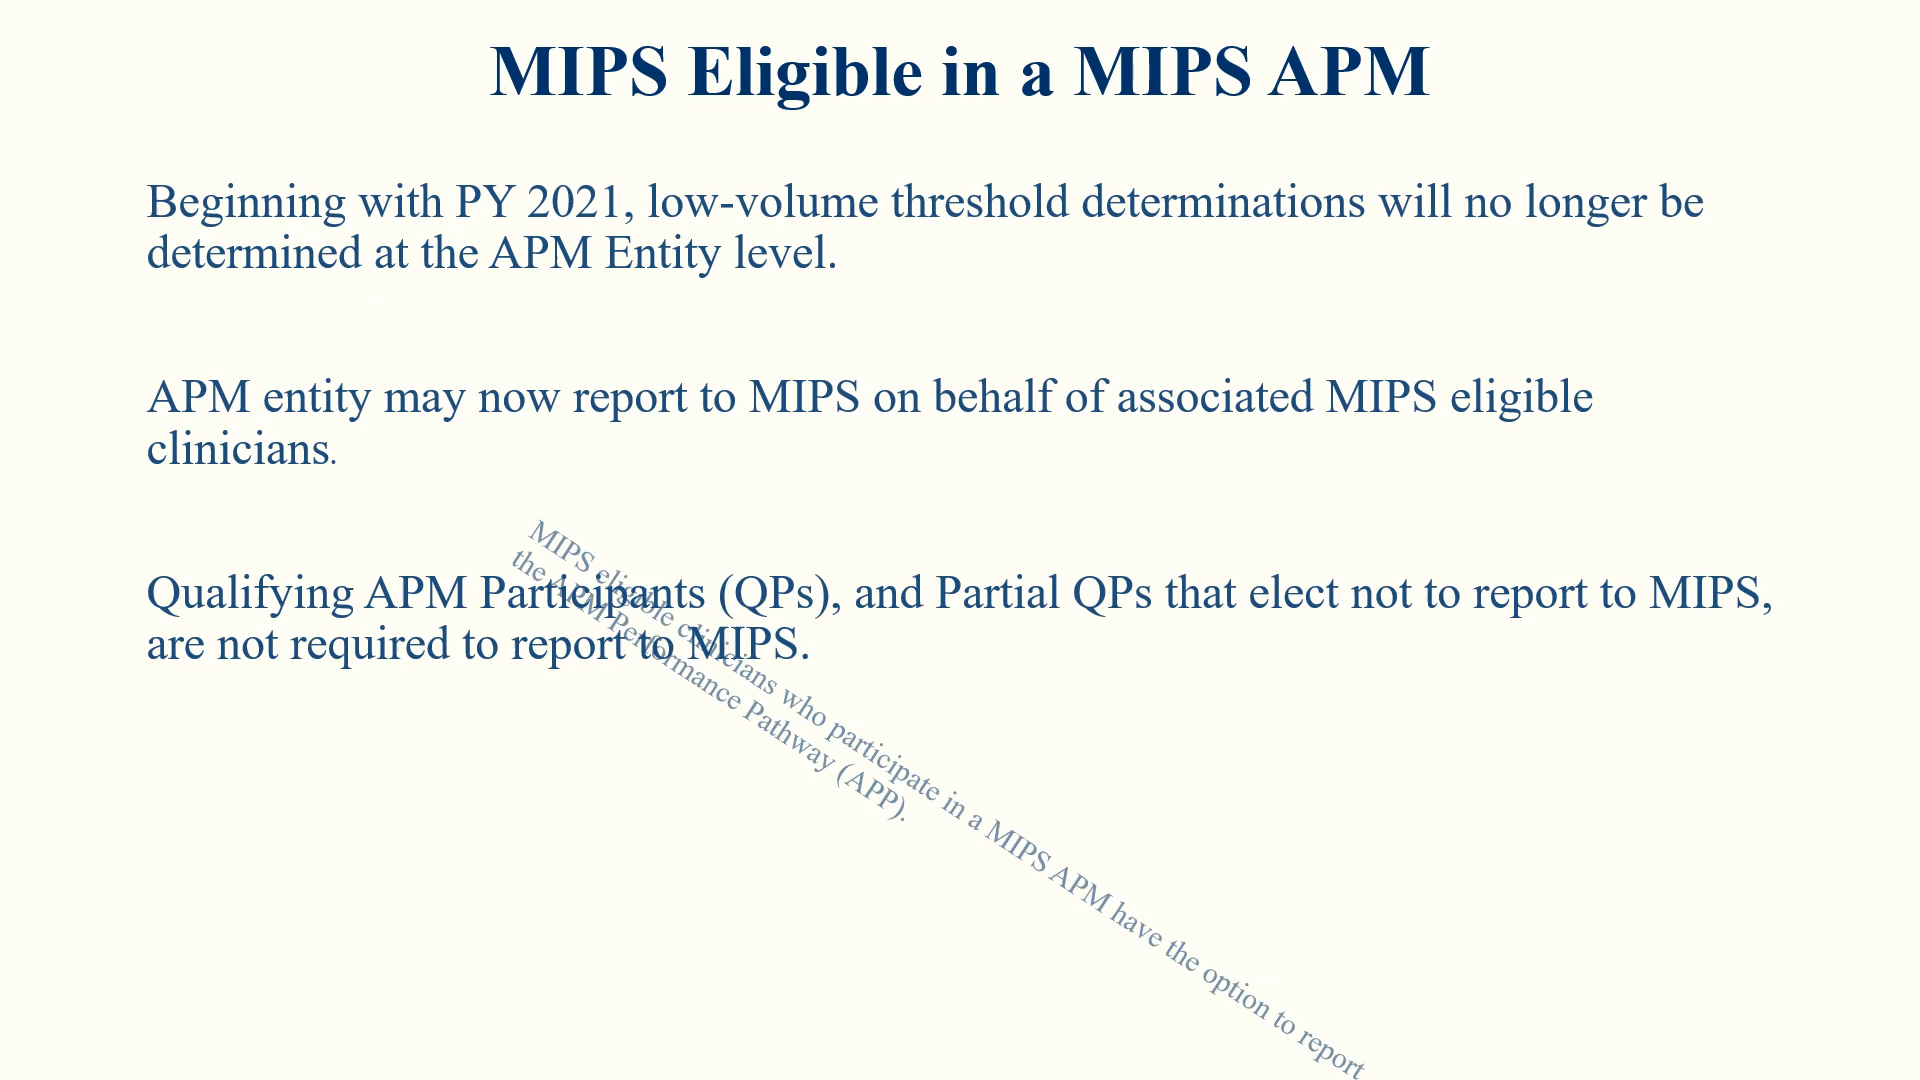 MIPS Eligible in a MIPS APM
Beginning with PY 2021, low-volume threshold determinations will no longer be
determined at the APM Entity level.
APM entity may now report to MIPS on behalf of associated MIPS eligible
clinicians.
Qualifying APM Participants (QPs), and Partial QPs that elect not to report to MIPS,
are not required to report to MIPS.
MIPS eligible clinicians who participate in a MIPS APM have the option to report
the APM Performance Pathway (APP).